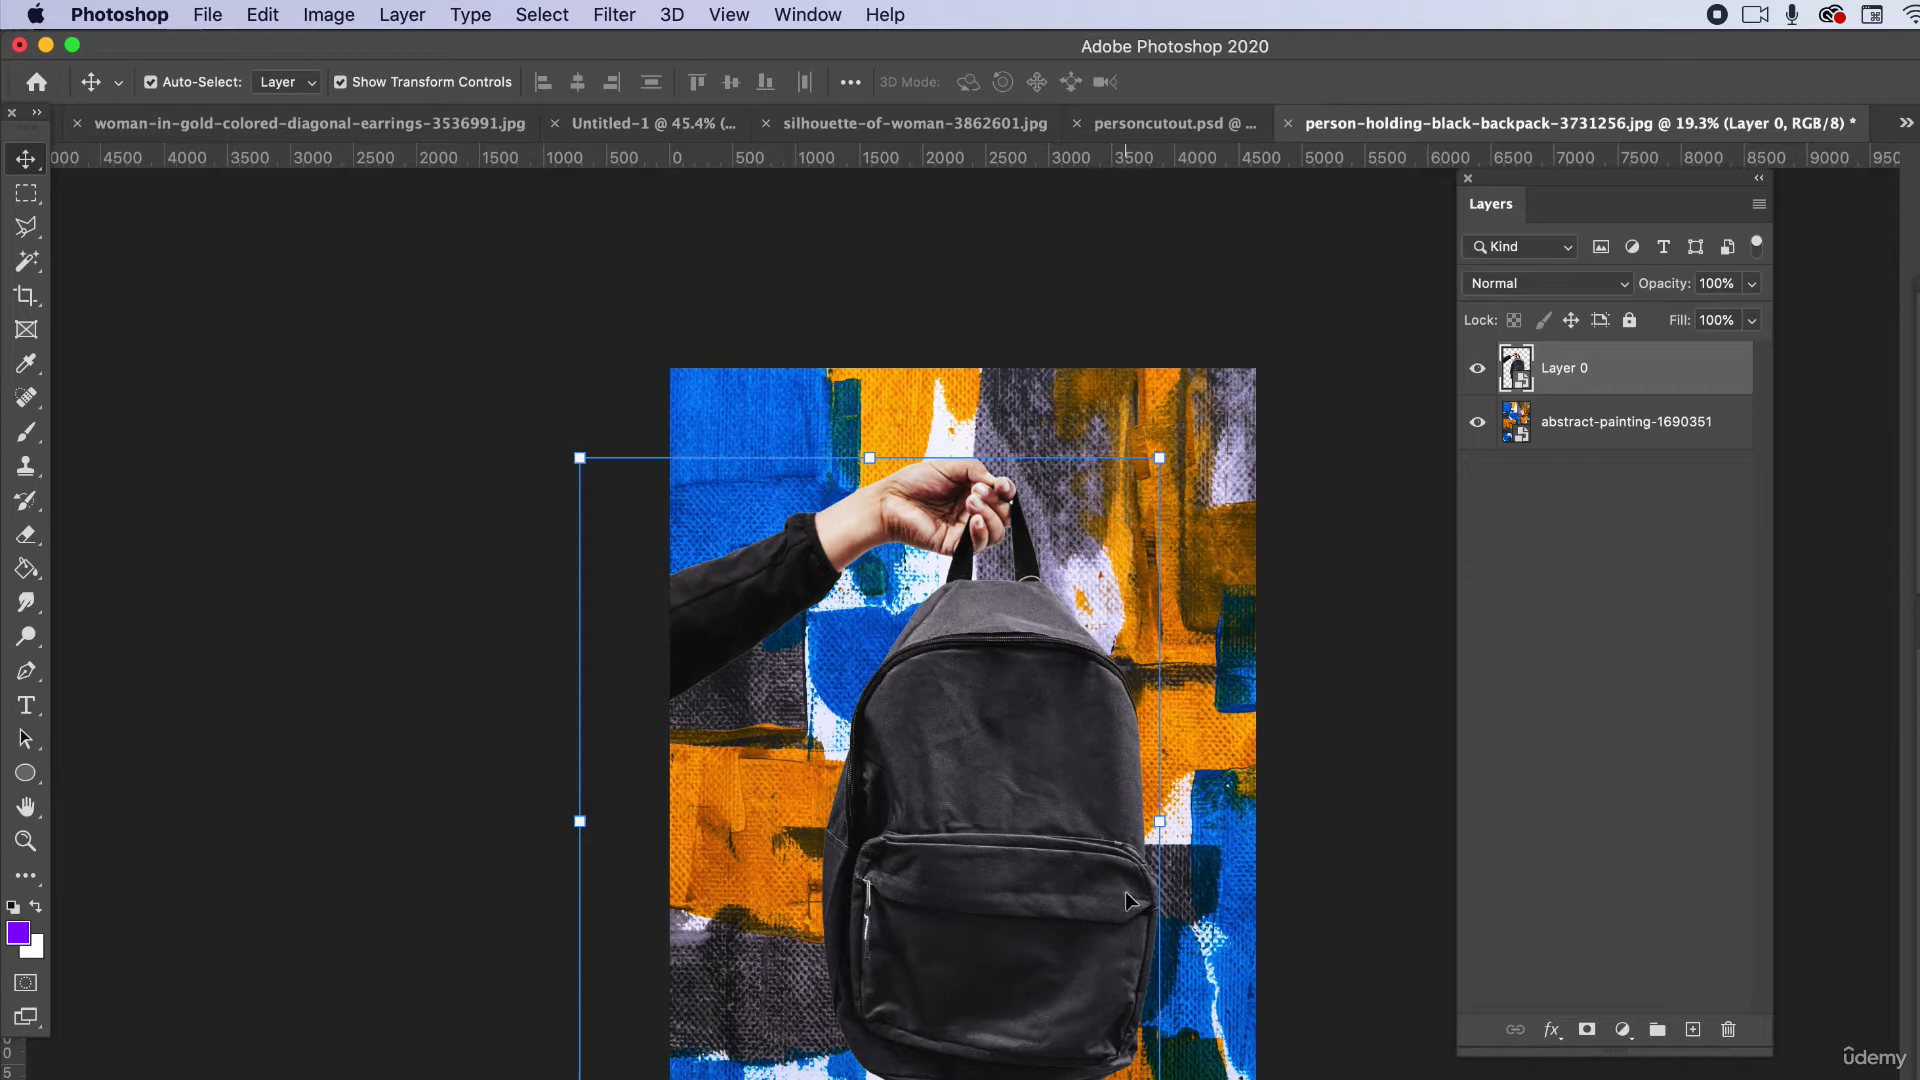 Photoshop File Edit Image Layer Type Select Filter 3D View Window Help
Adobe Photoshop 2020
Auto-Select: Layer Show Transform Controls 3D Mode:
woman-in-gold-colored-diagonal-earrings-3536991.jpg Untitled-1 @ 45.4% (... silhouette-of-woman-3862601.jpg personcutout.psd @ ... person-holding-black-backpack-3731256.jpg @ 19.3% (Layer 0, RGB/8) *
000 4500 4000 3500 3000 2500 2000 1500 1000 500 0 500 1000 1500 2000 2500 3000 3500 4000 4500 5000 5500 6000 6500 7000 7500 8000 8500 9000 950
Layers
Kind
Normal Opacity: 100%
Lock: Fill: 100%
Layer 0
abstract-painting-1690351
fx
0
5
ûdemy